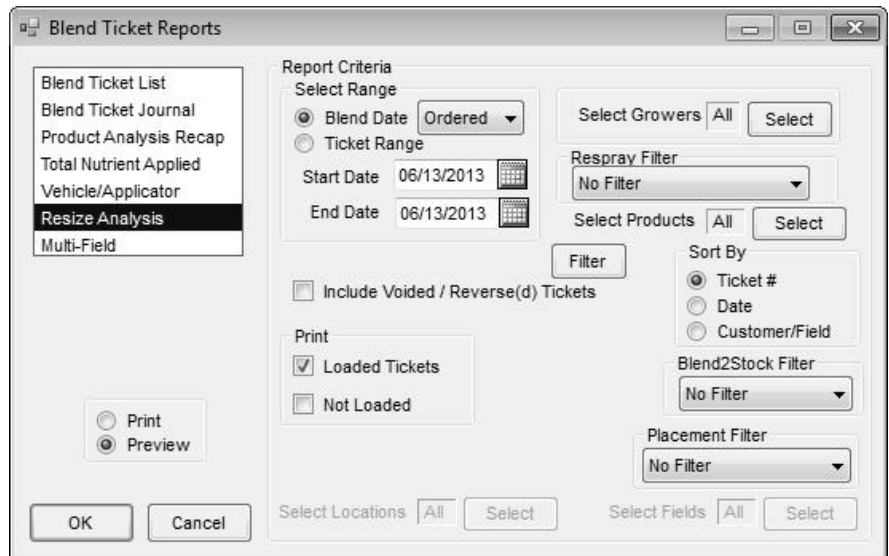 Blend Ticket Reports
Blend Ticket List
Blend Ticket Journal
Product Analysis Recap
Total Nutrient Applied
Vehicle/Applicator
Resize Analysis
Multi-Field
Print
Preview
OK Cancel
Report Criteria
Select Range
Blend Date Ordered
Ticket Range
Start Date 06/13/2013
End Date 06/13/2013
Select Growers All Select
Respray Filter
No Filter
Select Products All Select
Filter
Include Voided / Reverse(d) Tickets
Sort By
Ticket #
Date
Customer/Field
Print
Loaded Tickets
Not Loaded
Blend2Stock Filter
No Filter
Placement Filter
No Filter
Select Locations All Select
Select Fields All Select